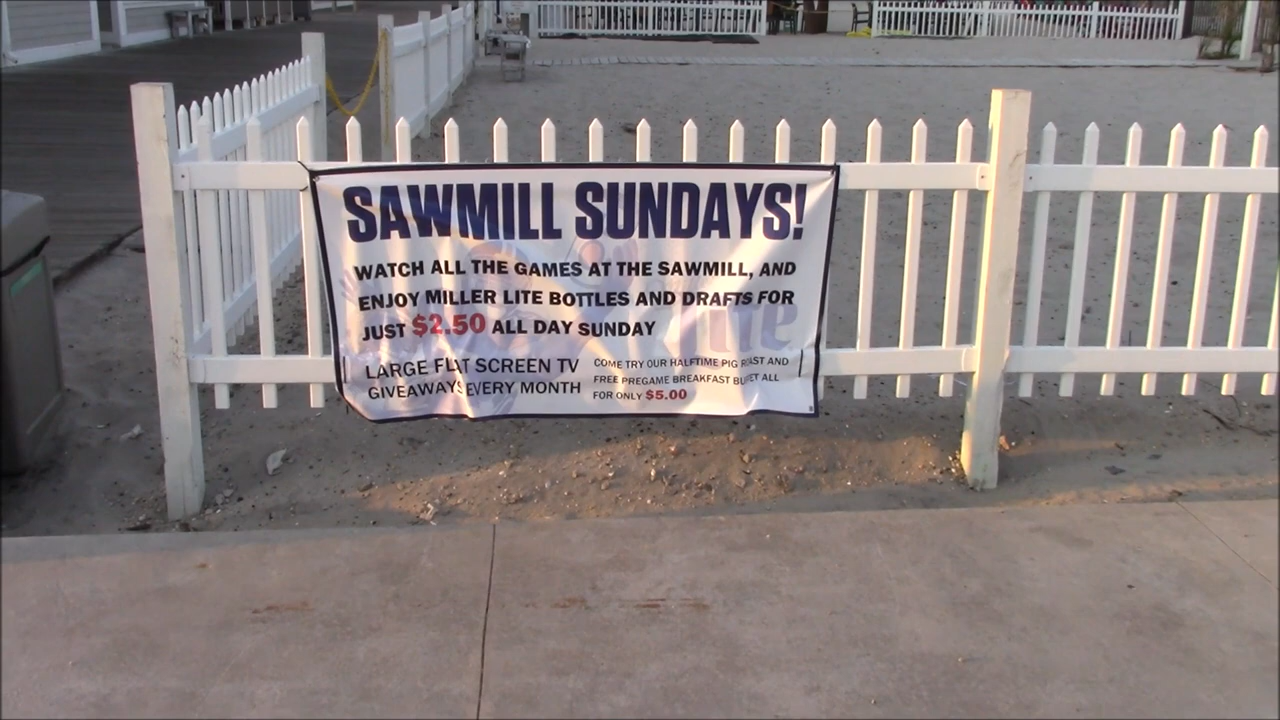 SAWMILL SUNDAYS!
WATCH ALL THE GAMES AT THE SAWMILL, AND
ENJOY MILLER LITE BOTTLES AND DRAFTS FOR
JUST $2.50 ALL DAY SUNDAY
LARGE FLAT SCREEN TV
GIVEAWAYS EVERY MONTH
COME TRY OUR HALFTIME PIG ROAST AND
FREE PREGAME BREAKFAST BUFFET ALL
FOR ONLY $5.00